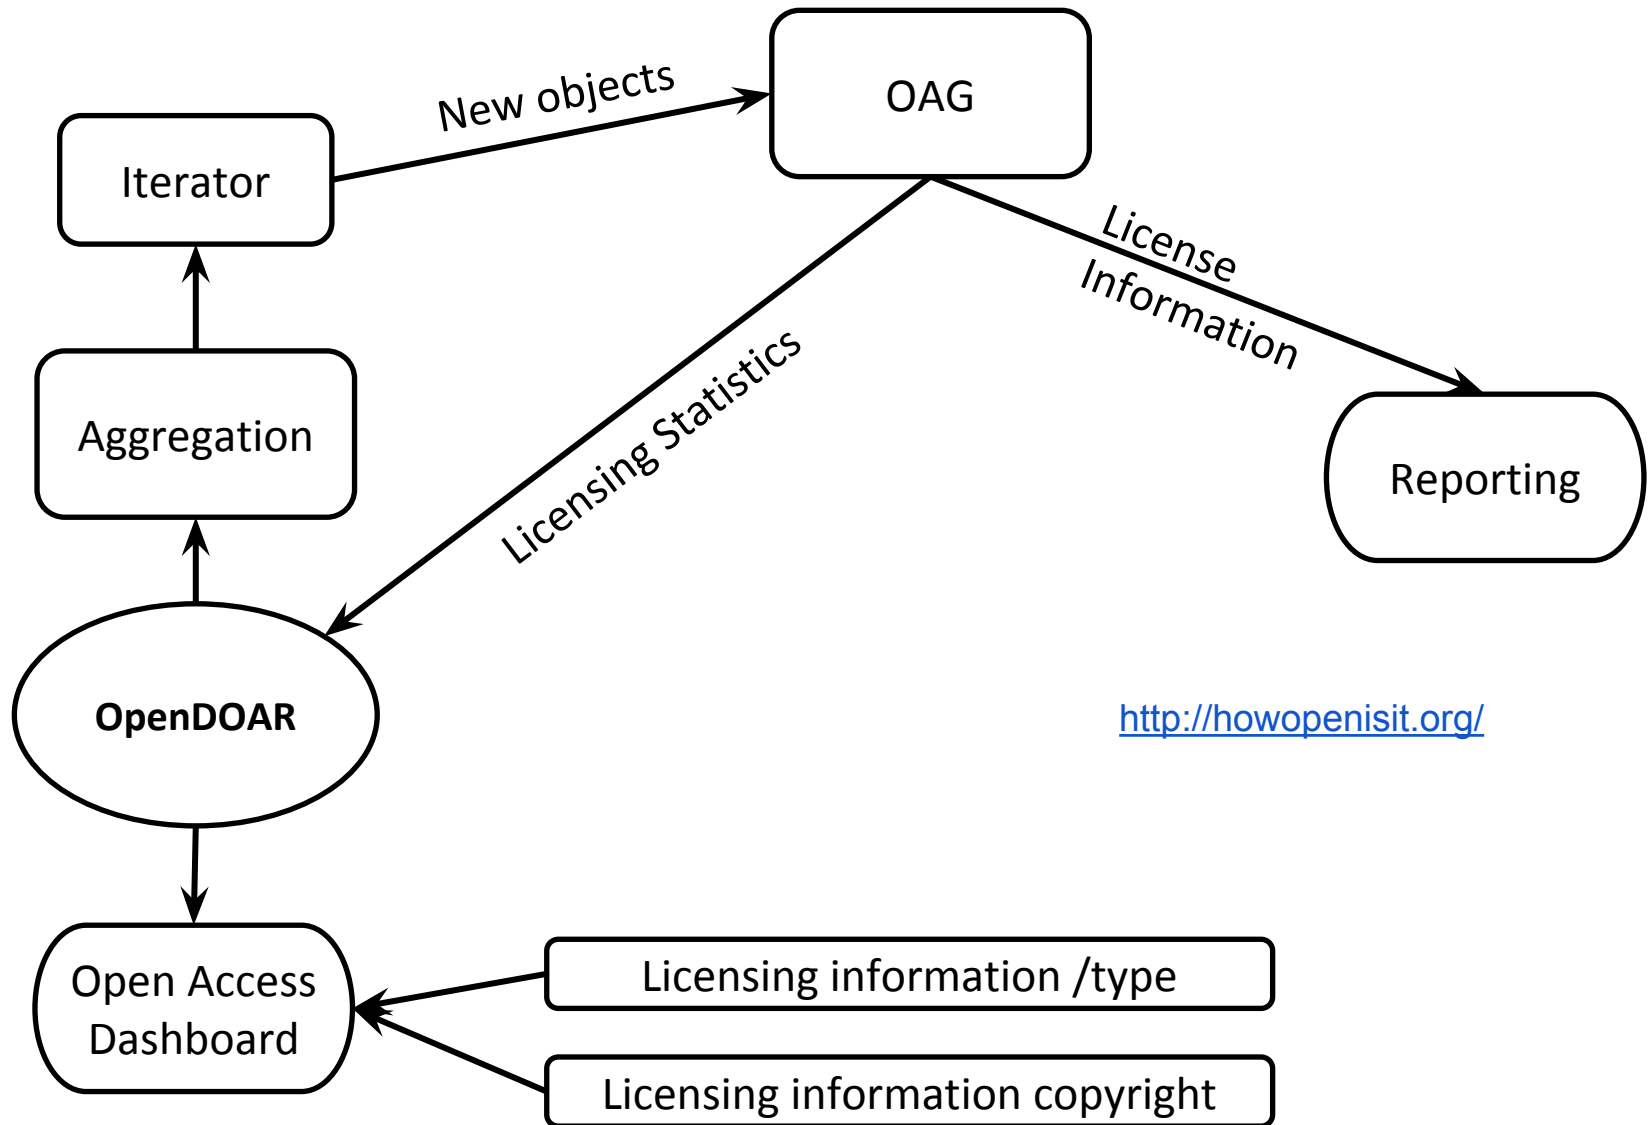 New objects
OAG
Iterator
License
Information
Licensing Statistics
Aggregation
Reporting
OpenDOAR
http://howopenisit.org/
Open Access
Dashboard
Licensing information /type
Licensing information copyright